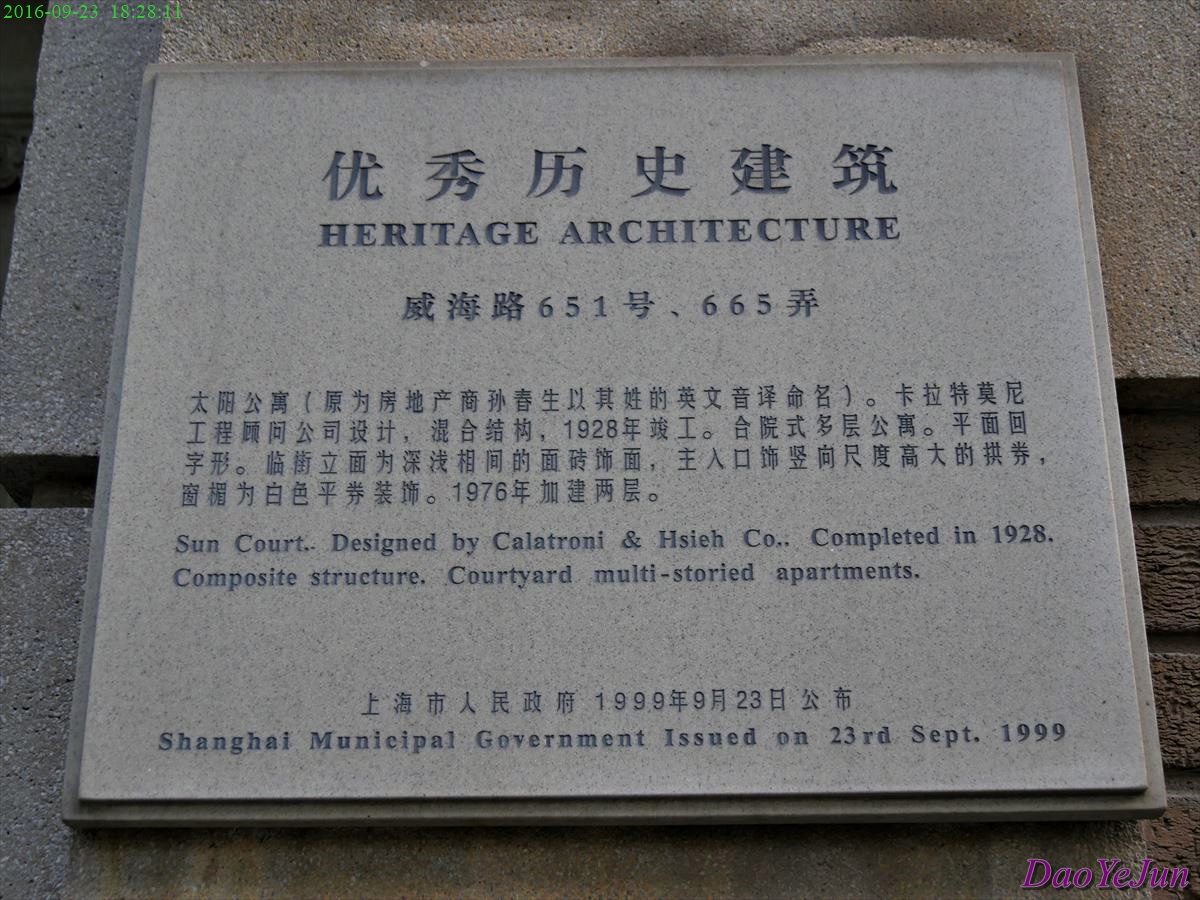 2016-09-23 18:28:11
优秀历史建筑
HERITAGE ARCHITECTURE
威海路651号、665弄
太阳公寓（原为房地产商孙春生以其姓的英文音译命名）。卡拉特莫尼
工程顾问公司设计，混合结构，1928年竣工。合院式多层公寓。平面回
字形。临街立面为深浅相间的面砖饰面，主入口饰竖向尺度高大的拱券，
窗楣为白色平券装饰。1976年加建两层。
Sun Court.. Designed by Calatroni & Hsieh Co.. Completed in 1928.
Composite structure. Courtyard multi-storied apartments.
上海市人民政府 1999年9月23日公布
Shanghai Municipal Government Issued on 23rd Sept. 1999
DaoYeJun